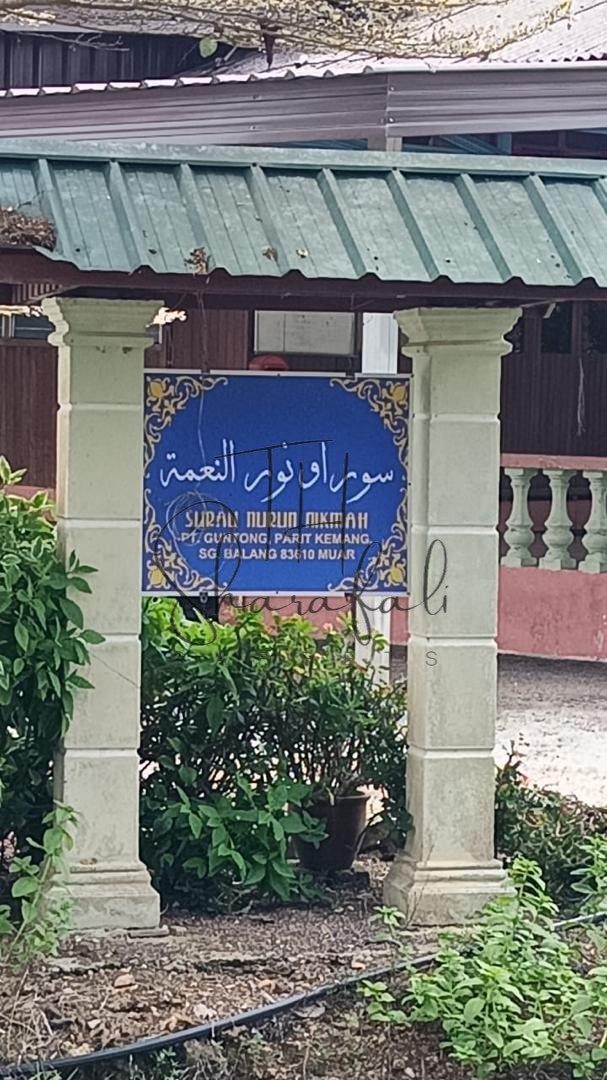 سوراو نور النعمة
SURAU NURUN NIKMAH
PT. GUNTONG, PARIT KEMANG.
SG. BALANG 83610 MUAR